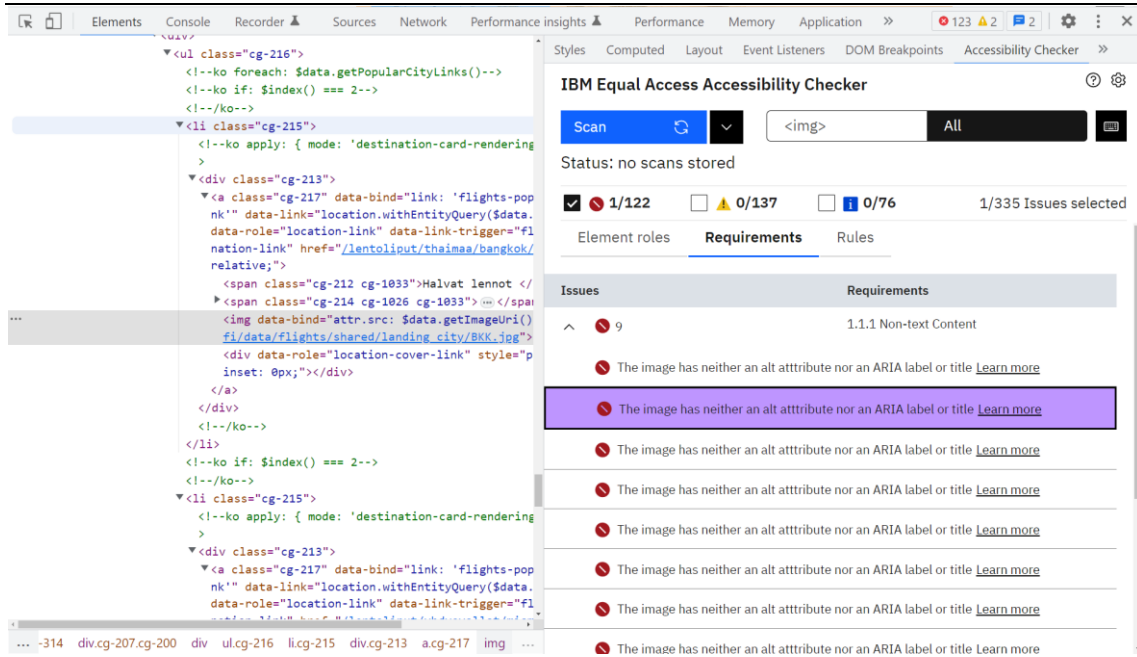 Elements Console Recorder Sources Network Performance insights Performance Memory Application » 123 2 2
<ul class="cg-216">
<!--ko foreach: $data.getPopularCityLinks()-->
<!--ko if: $index() === 2-->
<!--/ko-->
<li class="cg-215">
<!--ko apply: { mode: 'destination-card-rendering
>
<div class="cg-213">
<a class="cg-217" data-bind="link: 'flights-pop
nk'" data-link="location.withEntityQuery($data.
data-role="location-link" data-link-trigger="fl
nation-link" href="/lentoliput/thaimaa/bangkok/
relative;">
<span class="cg-212 cg-1033">Halvat lennot </
<span class="cg-214 cg-1026 cg-1033">…</spa
<img data-bind="attr.src: $data.getImageUri()
fi/data/flights/shared/landing_city/BKK.jpg">
<div data-role="location-cover-link" style="p
inset: 0px;"></div>
</a>
</div>
<!--/ko-->
</li>
<!--ko if: $index() === 2-->
<!--/ko-->
<li class="cg-215">
<!--ko apply: { mode: 'destination-card-rendering
>
<div class="cg-213">
<a class="cg-217" data-bind="link: 'flights-pop
nk'" data-link="location.withEntityQuery($data.
data-role="location-link" data-link-trigger="fl
... -314 div.cg-207.cg-200 div ul.cg-216 li.cg-215 div.cg-213 a.cg-217 img ...
Styles Computed Layout Event Listeners DOM Breakpoints Accessibility Checker »
IBM Equal Access Accessibility Checker
Scan <img> All
Status: no scans stored
1/122 0/137 0/76 1/335 Issues selected
Element roles Requirements Rules
Issues Requirements
9 1.1.1 Non-text Content
The image has neither an alt atttribute nor an ARIA label or title Learn more
The image has neither an alt atttribute nor an ARIA label or title Learn more
The image has neither an alt atttribute nor an ARIA label or title Learn more
The image has neither an alt atttribute nor an ARIA label or title Learn more
The image has neither an alt atttribute nor an ARIA label or title Learn more
The image has neither an alt atttribute nor an ARIA label or title Learn more
The image has neither an alt atttribute nor an ARIA label or title Learn more
The image has neither an alt atttribute nor an ARIA label or title Learn more